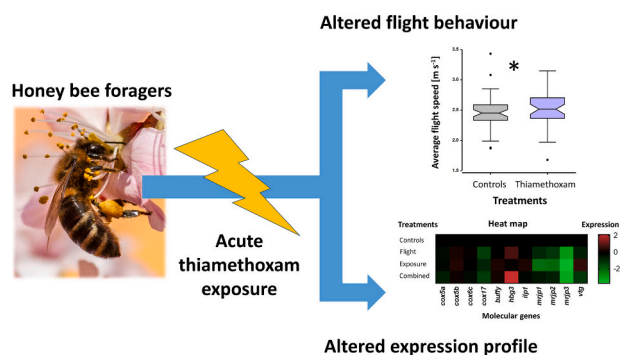 Altered flight behaviour
Honey bee foragers
Acute
thiamethoxam
exposure
*
Average flight speed [m s⁻¹]
3.5
3.0
2.5
2.0
1.5
Controls Thiamethoxam
Treatments
Treatments Heat map Expression
Controls
Flight
Exposure
Combined
2
0
-2
cox5a cox5b cox6c cox17 buffy hbg3 ilp1 mrjp1 mrjp2 mrjp3 vtg
Molecular genes
Altered expression profile